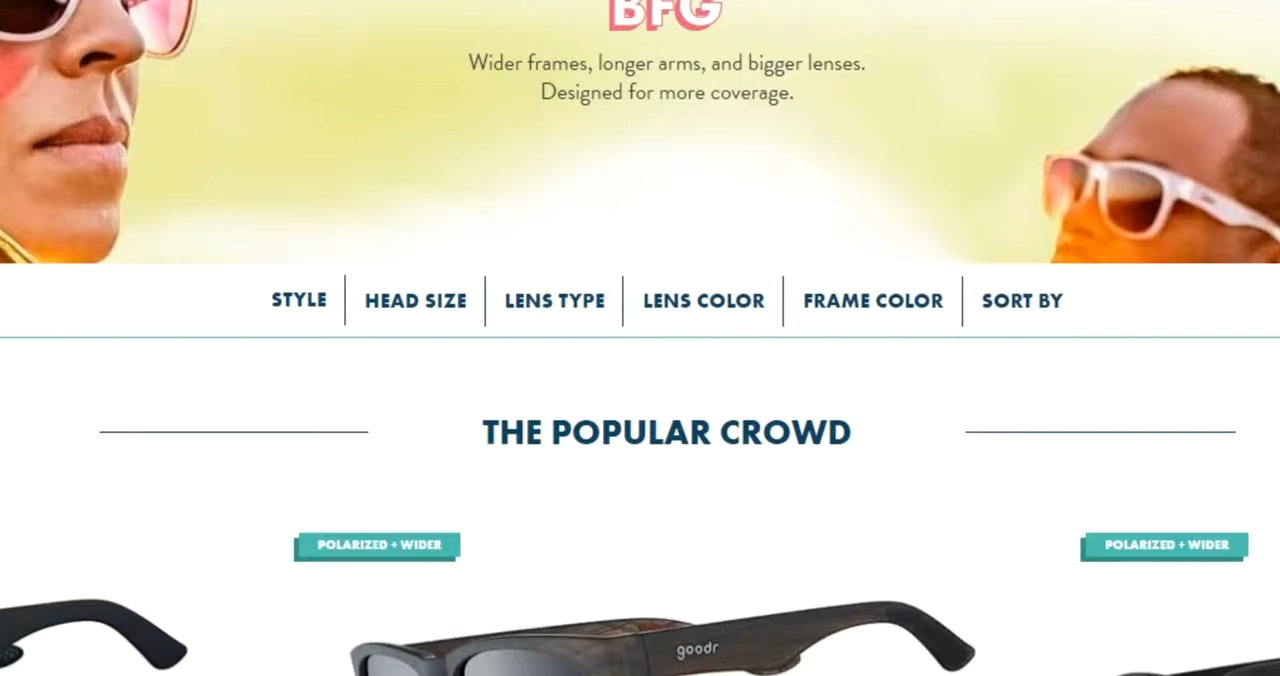 BFG
Wider frames, longer arms, and bigger lenses.
Designed for more coverage.
STYLE HEAD SIZE LENS TYPE LENS COLOR FRAME COLOR SORT BY
THE POPULAR CROWD
POLARIZED + WIDER POLARIZED + WIDER
goodr